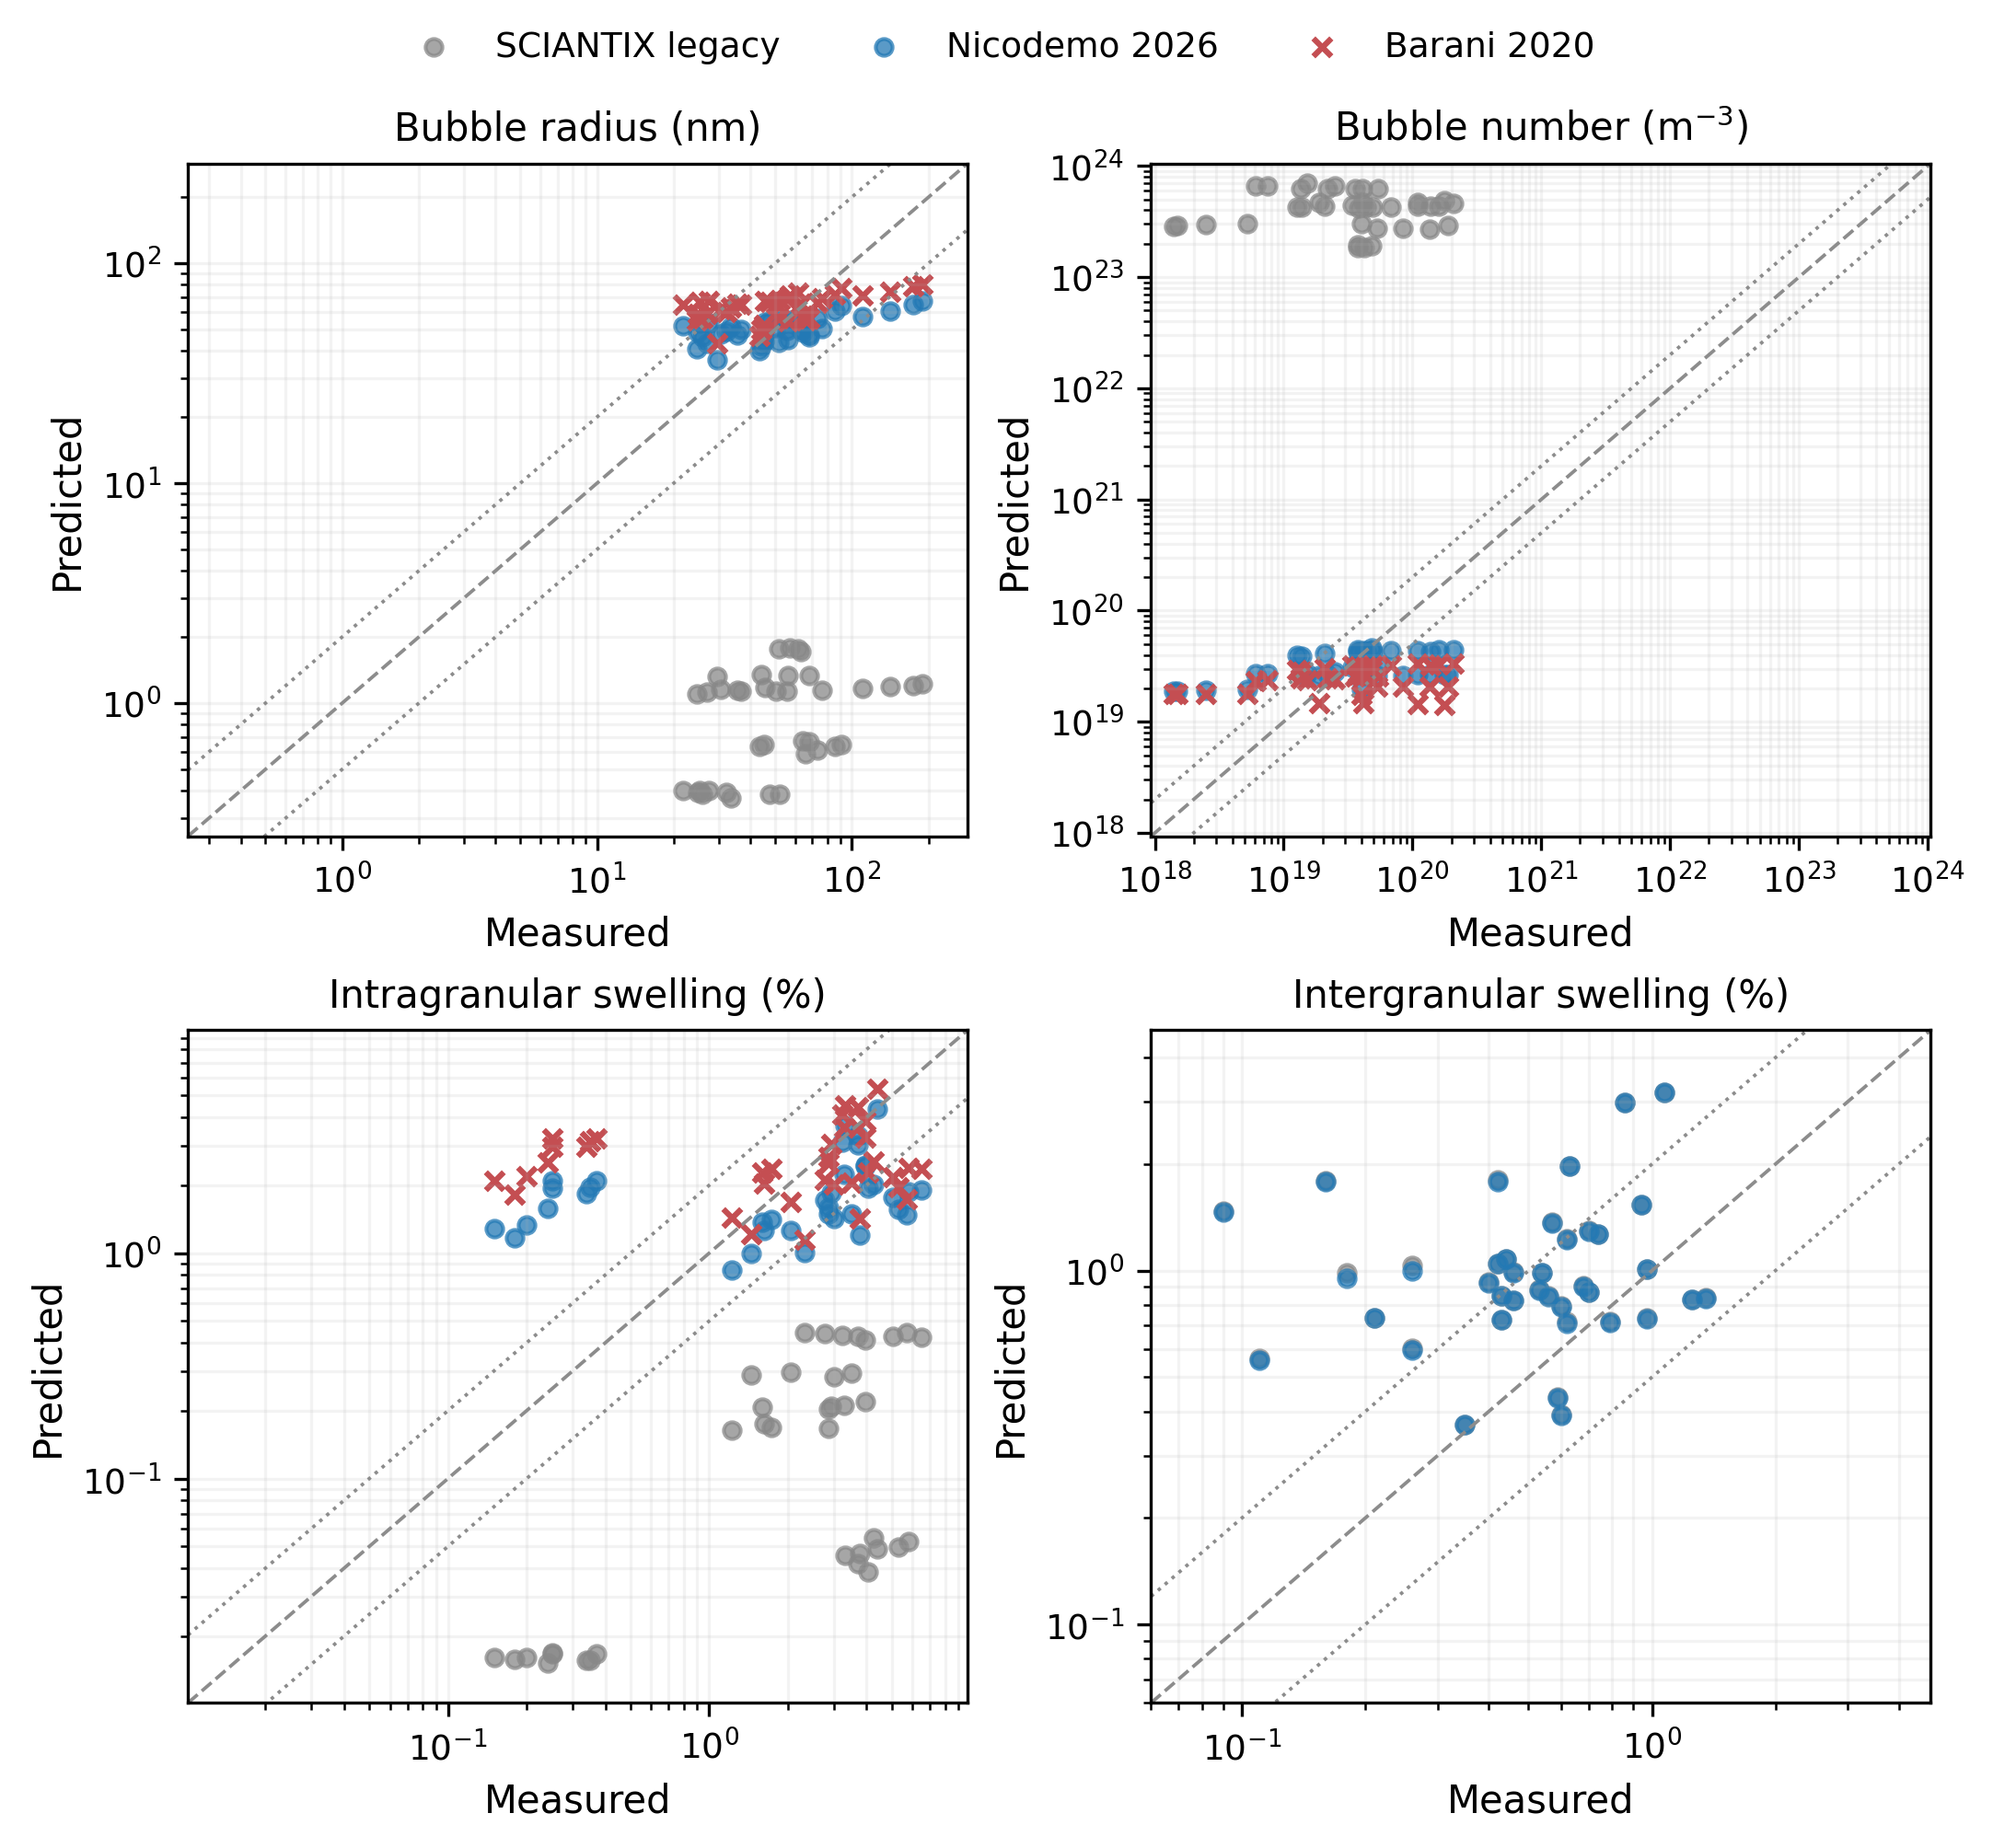 SCIANTIX legacy
Nicodemo 2026
Barani 2020
Bubble radius (nm)
10²
10¹
10⁰
Predicted
10⁰
10¹
10²
Measured
Bubble number (m⁻³)
10²⁴
10²³
10²²
10²¹
10²⁰
10¹⁹
10¹⁸
Predicted
10¹⁸
10¹⁹
10²⁰
10²¹
10²²
10²³
10²⁴
Measured
Intragranular swelling (%)
10⁰
10⁻¹
Predicted
10⁻¹
10⁰
Measured
Intergranular swelling (%)
10⁰
10⁻¹
Predicted
10⁻¹
10⁰
Measured